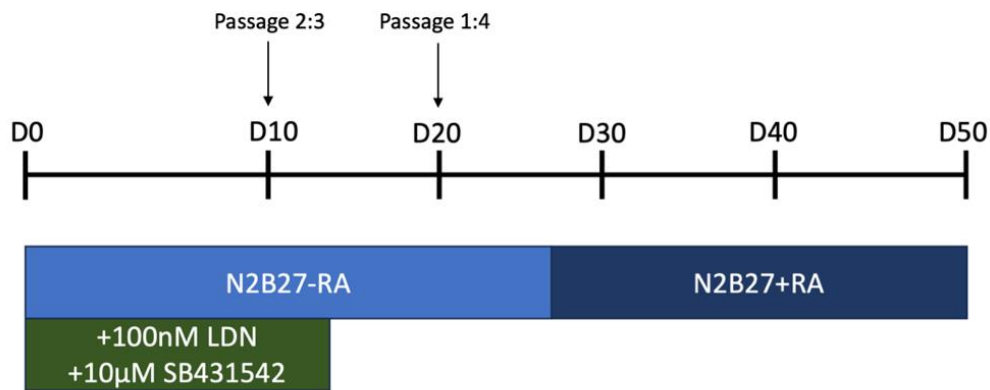 Passage 2:3
Passage 1:4
D0
D10
D20
D30
D40
D50
N2B27-RA
N2B27+RA
+100nM LDN
+10µM SB431542